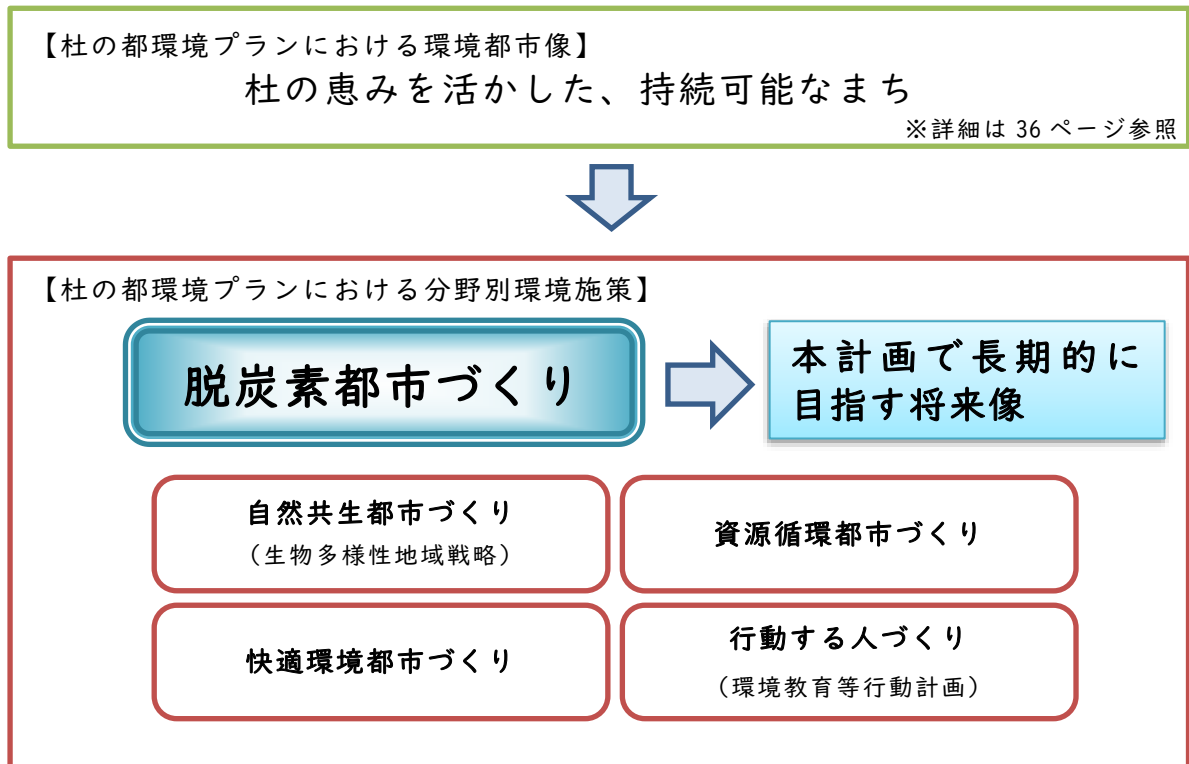 【杜の都環境プランにおける環境都市像】
杜の恵みを活かした、持続可能なまち
※詳細は 36 ページ参照
【杜の都環境プランにおける分野別環境施策】
脱炭素都市づくり
本計画で長期的に
目指す将来像
自然共生都市づくり
（生物多様性地域戦略）
資源循環都市づくり
快適環境都市づくり
行動する人づくり
（環境教育等行動計画）